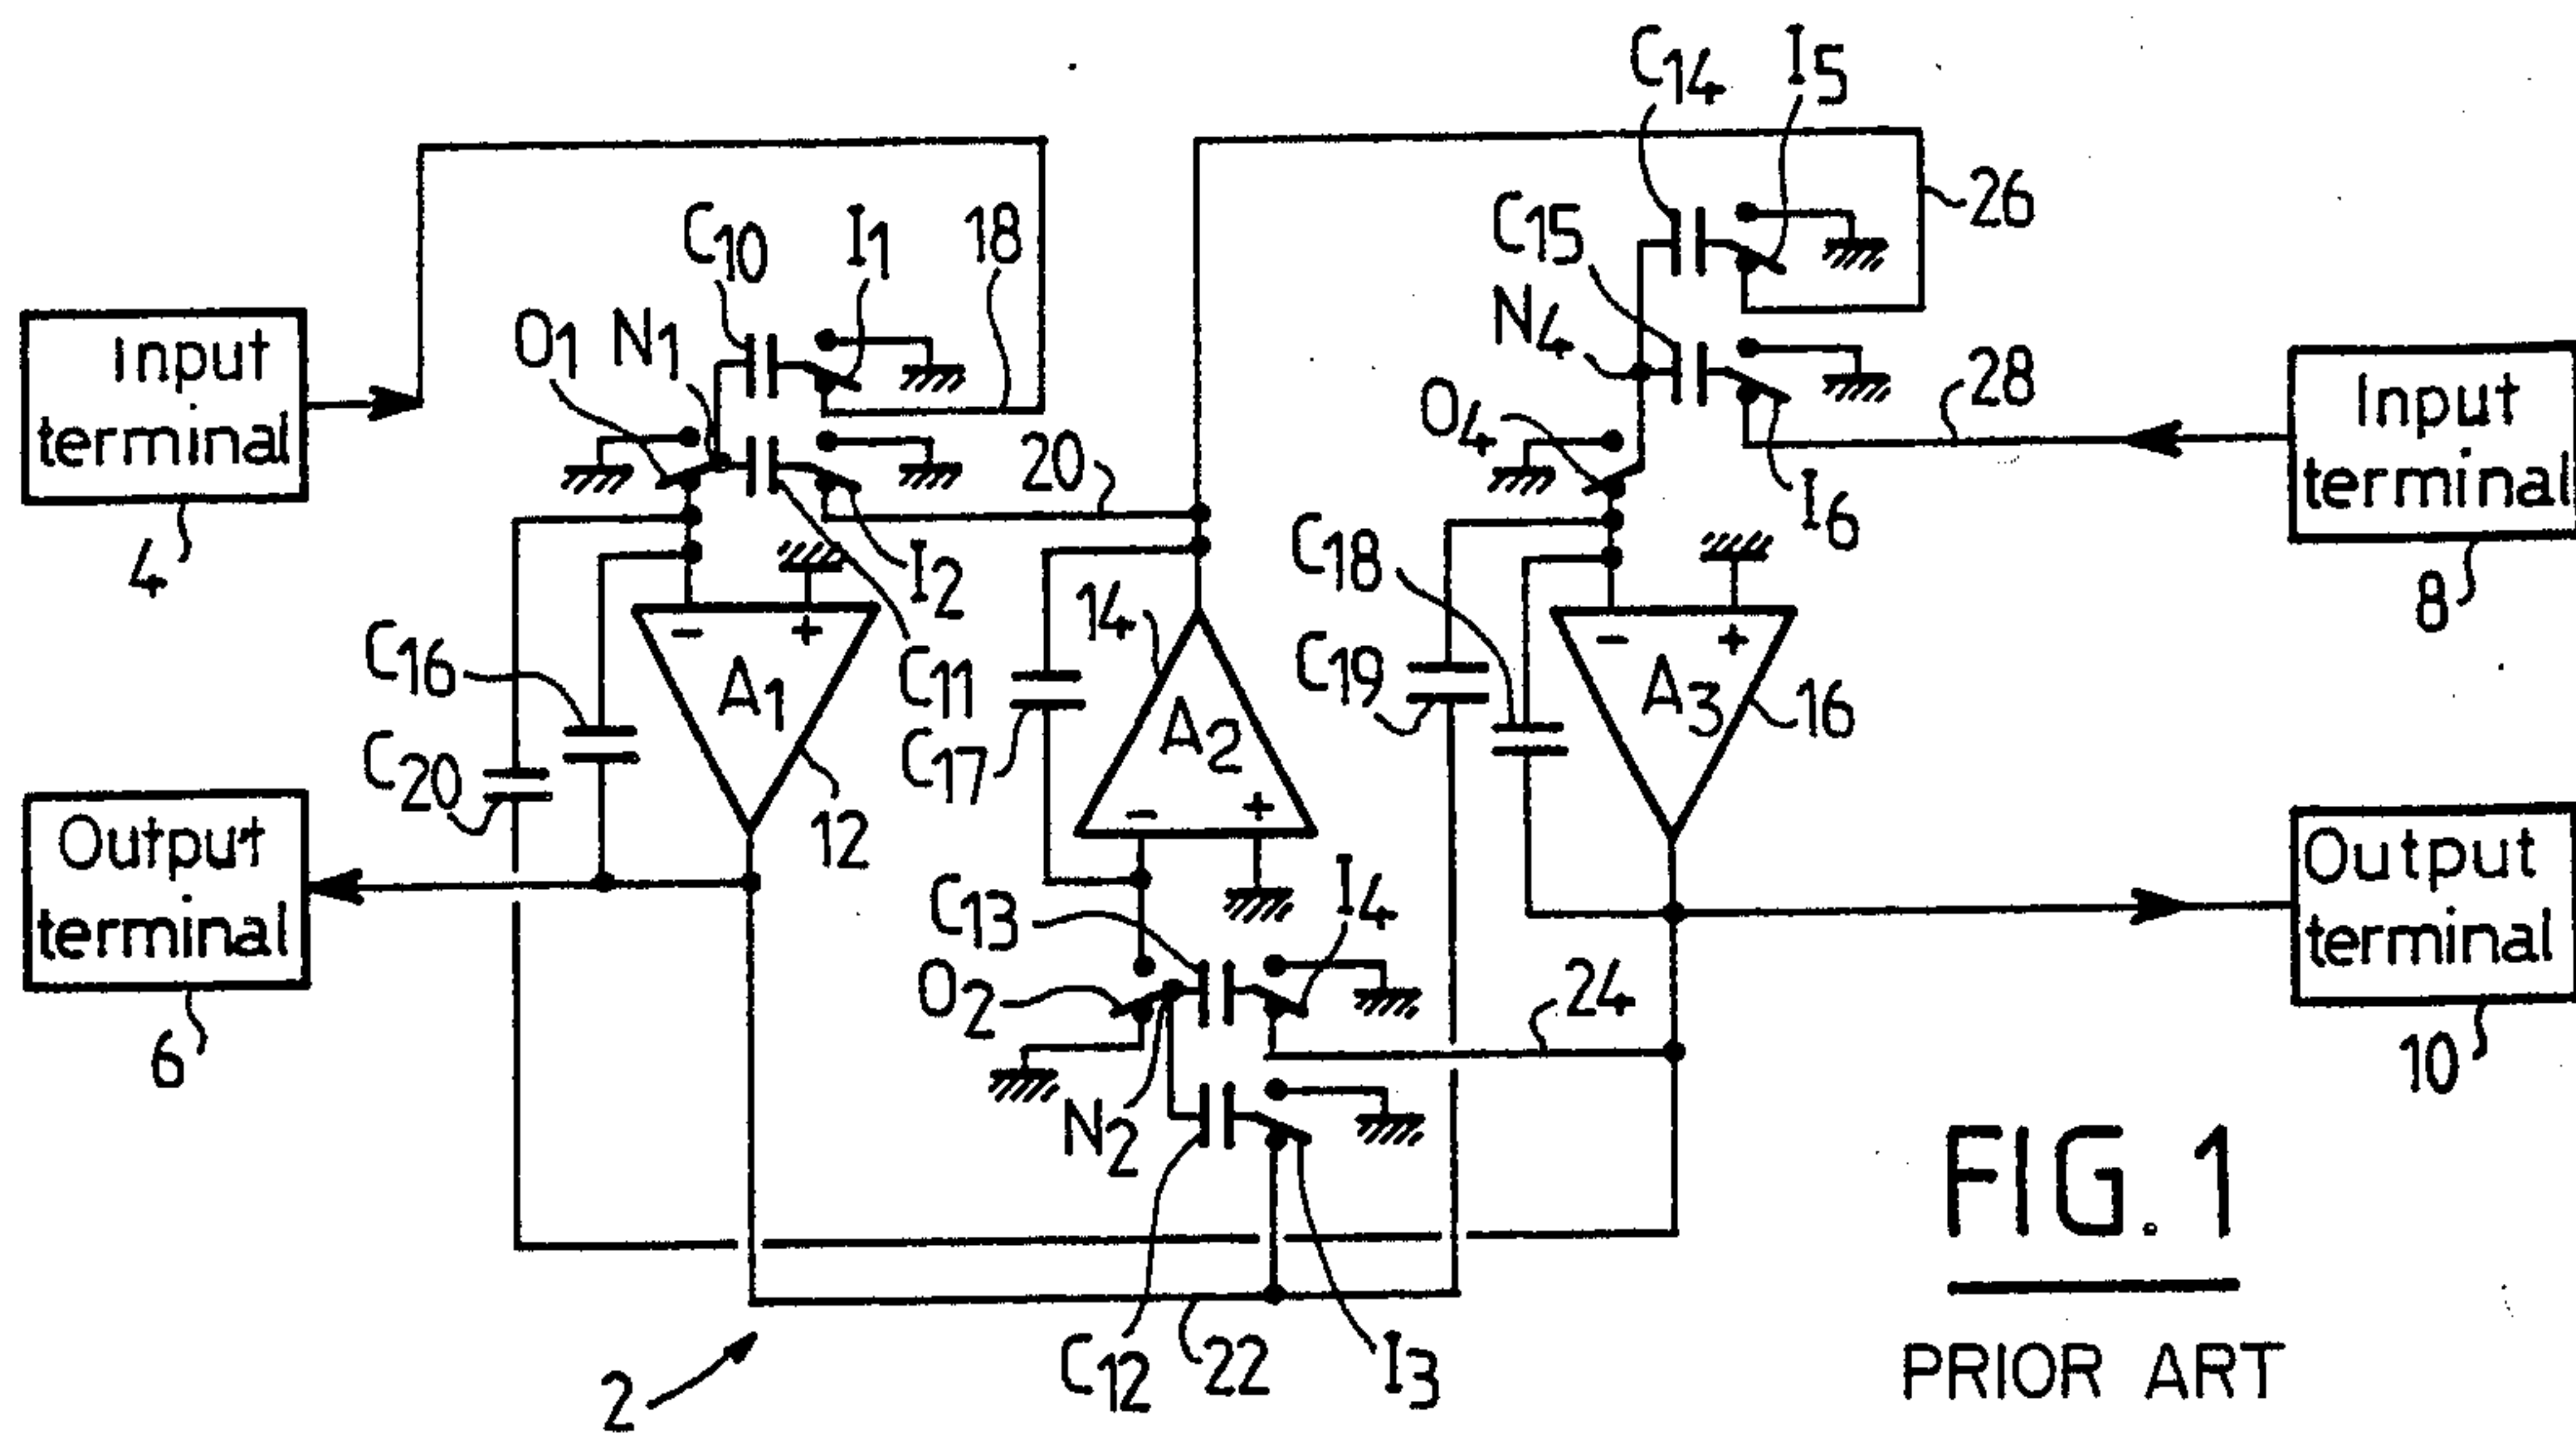 C14
I5
26
C10
I1
18
C15
N4
O1
N1
28
Input
terminal
Input
terminal
O4
20
I6
4
C18
I2
8
14
C16
C11
C19
A1
A2
A3
16
C20
C17
- +
- +
- +
12
Output
terminal
Output
terminal
C13
I4
O2
24
6
N2
10
FIG. 1
C12
22
I3
2
PRIOR ART